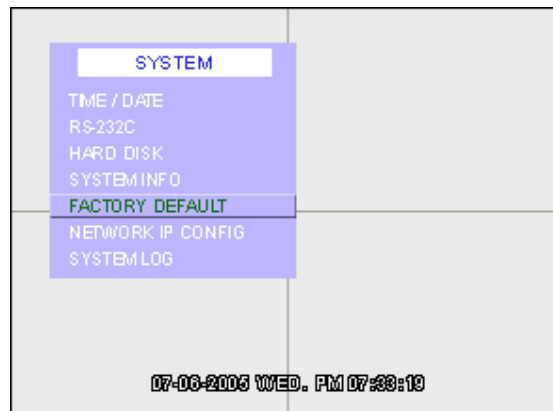 SYSTEM
TIME / DATE
RS-232C
HARD DISK
SYSTEM INFO
FACTORY DEFAULT
NETWORK IP CONFIG
SYSTEM LOG
07-06-2005 WED. PM 07:33:19